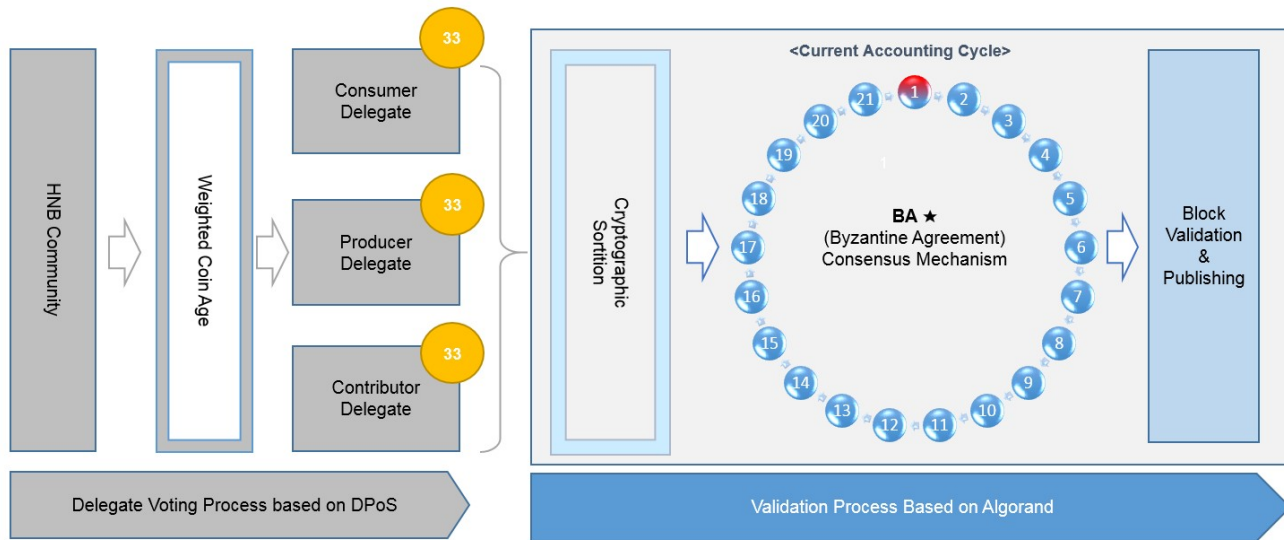 HNB Community
Weighted Coin Age
33
Consumer
Delegate
33
Producer
Delegate
33
Contributor
Delegate
Delegate Voting Process based on DPoS
Cryptographic
Sortition
<Current Accounting Cycle>
1
2
3
4
5
6
7
8
9
10
11
12
13
14
15
16
17
18
19
20
21
1
BA ★
(Byzantine Agreement)
Consensus Mechanism
Block
Validation
&
Publishing
Validation Process Based on Algorand